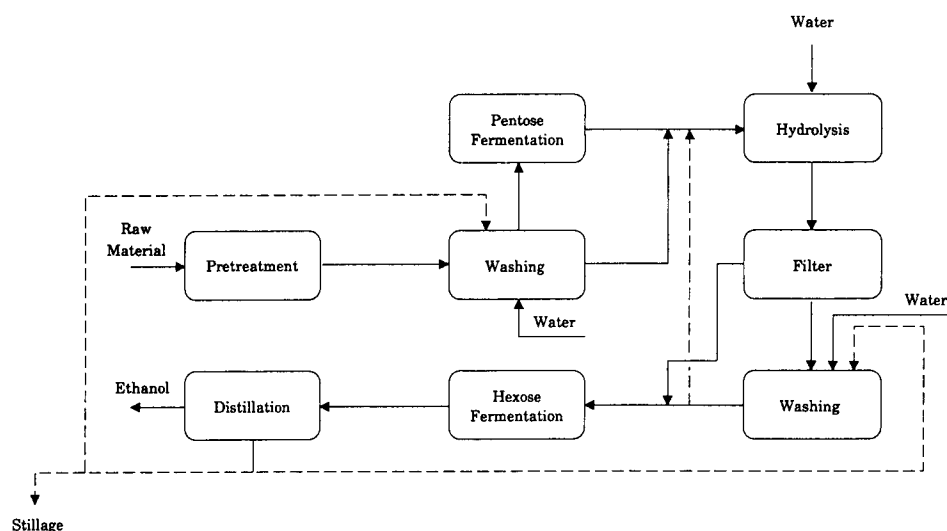 Water
Pentose
Fermentation
Hydrolysis
Raw
Material
Pretreatment
Washing
Filter
Water
Water
Ethanol
Distillation
Hexose
Fermentation
Washing
Stillage